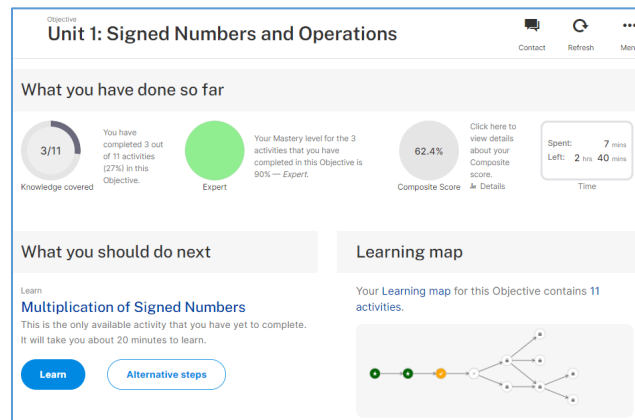 Objective
Unit 1: Signed Numbers and Operations
Contact
Refresh
Men
What you have done so far
3/11
Knowledge covered
You have
completed 3 out
of 11 activities
(27%) in this
Objective.
Expert
Your Mastery level for the 3
activities that you have
completed in this Objective is
90% — Expert.
62.4%
Composite Score
Click here to
view details
about your
Composite
score.
Details
Spent: 7 mins
Left: 2 hrs 40 mins
Time
What you should do next
Learn
Multiplication of Signed Numbers
This is the only available activity that you have yet to complete.
It will take you about 20 minutes to learn.
Learn
Alternative steps
Learning map
Your Learning map for this Objective contains 11
activities.